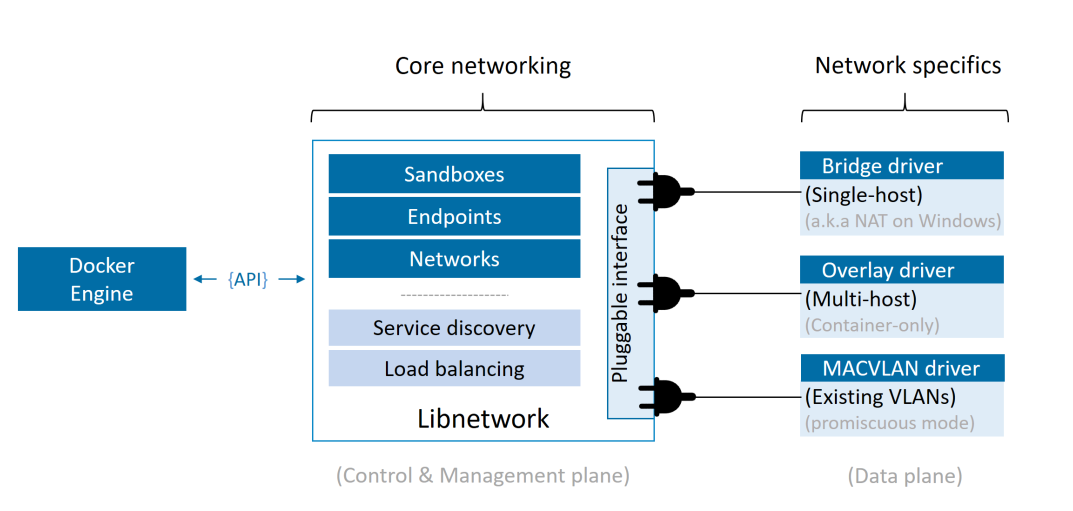 Core networking
Network specifics
Docker
Engine
{API}
Sandboxes
Endpoints
Networks
Service discovery
Load balancing
Libnetwork
Pluggable interface
Bridge driver
(Single-host)
(a.k.a NAT on Windows)
Overlay driver
(Multi-host)
(Container-only)
MACVLAN driver
(Existing VLANs)
(promiscuous mode)
(Control & Management plane)
(Data plane)